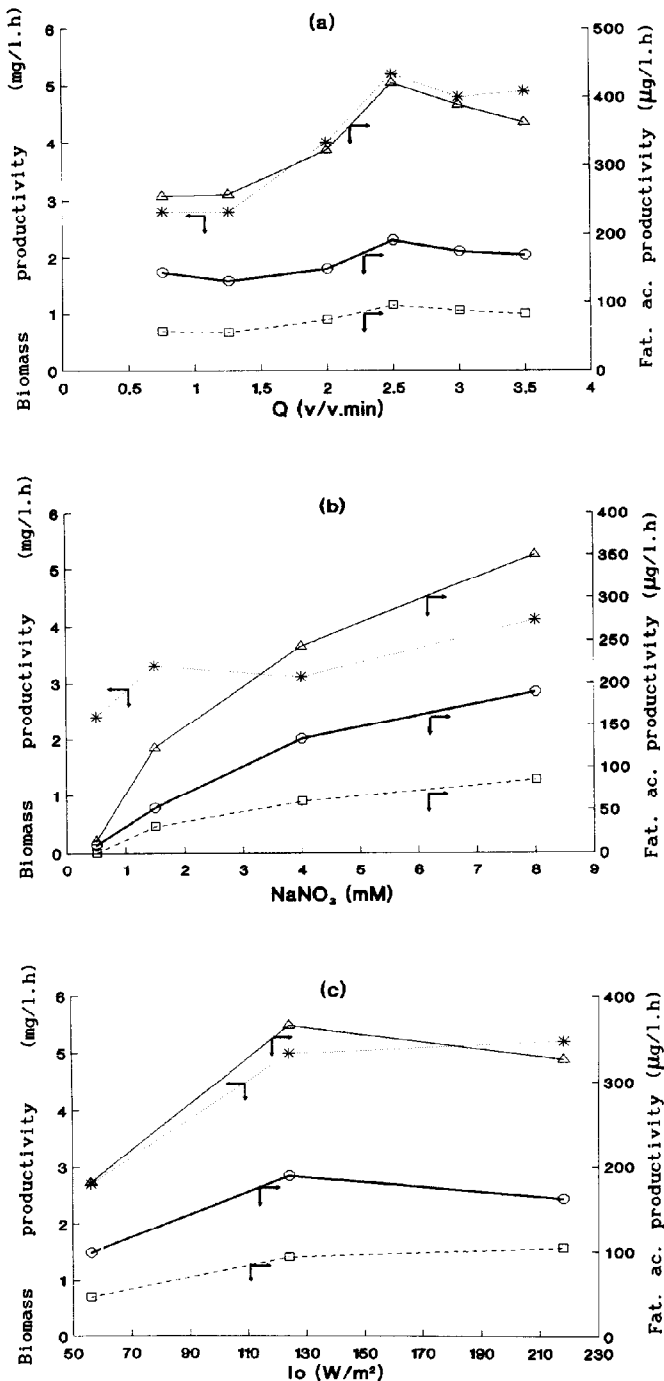 (a)
Biomass productivity (mg/l.h)
6
5
4
3
2
1
0
500
400
300
200
100
0
Fat. ac. productivity (µg/l.h)
0 0.5 1 1.5 2 2.5 3 3.5 4
Q (v/v.min)
(b)
Biomass productivity (mg/l.h)
6
5
4
3
2
1
0
400
350
300
250
200
150
100
50
0
Fat. ac. productivity (µg/l.h)
0 1 2 3 4 5 6 7 8 9
NaNO₃ (mM)
(c)
Biomass productivity (mg/l.h)
6
5
4
3
2
1
0
400
300
200
100
0
Fat. ac. productivity (µg/l.h)
50 70 90 110 130 150 170 190 210 230
Io (W/m²)